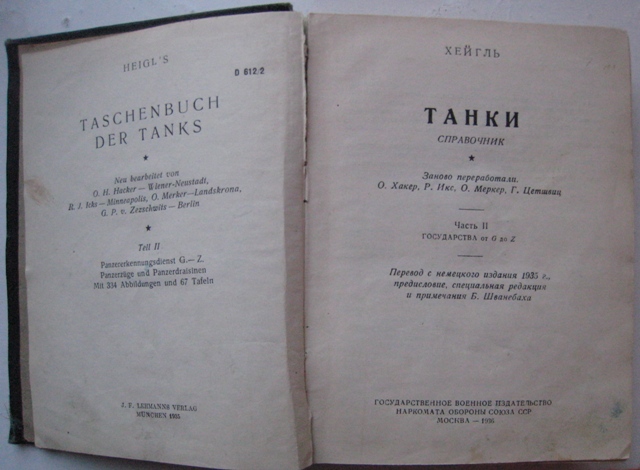 HEIGL'S
D 612/2
TASCHENBUCH
DER TANKS
Neu bearbeitet von
O. H. Hacker — Wiener-Neustadt,
R. J. Icks — Minneapolis, O. Merker — Landskrona,
G. P. v. Zezschwitz — Berlin
Teil II
Panzererkennungsdienst G.—Z.
Panzerzüge und Panzerdraisinen
Mit 334 Abbildungen und 67 Tafeln
J. F. LEHMANNS VERLAG
MÜNCHEN 1935
ХЕЙГЛЬ
ТАНКИ
СПРАВОЧНИК
Заново переработали.
О. Хакер, Р. Икс, О. Меркер, Г. Цетшвиц
Часть II
ГОСУДАРСТВА от G до Z
Перевод с немецкого издания 1935 г.,
предисловие, специальная редакция
и примечания Б. Шванебаха
ГОСУДАРСТВЕННОЕ ВОЕННОЕ ИЗДАТЕЛЬСТВО
НАРКОМАТА ОБОРОНЫ СОЮЗА ССР
МОСКВА — 1936